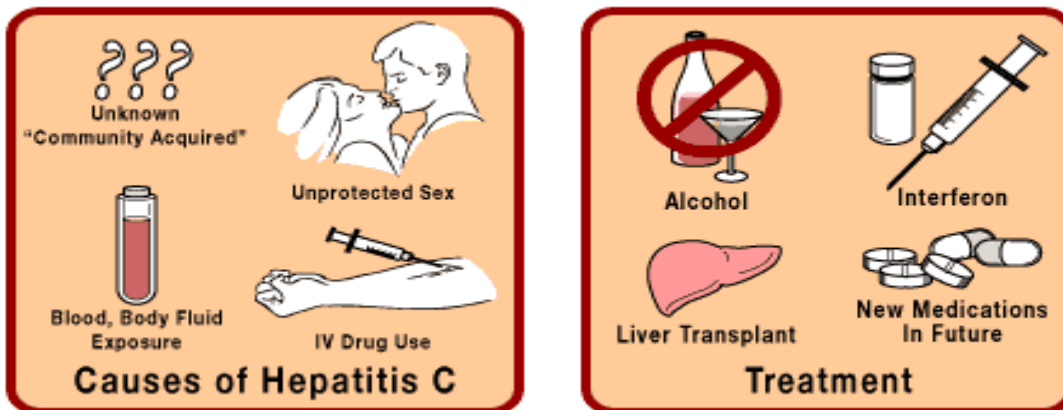 ???
Unknown
"Community Acquired"
Unprotected Sex
Blood, Body Fluid
Exposure
IV Drug Use
Causes of Hepatitis C
Alcohol
Interferon
Liver Transplant
New Medications
In Future
Treatment